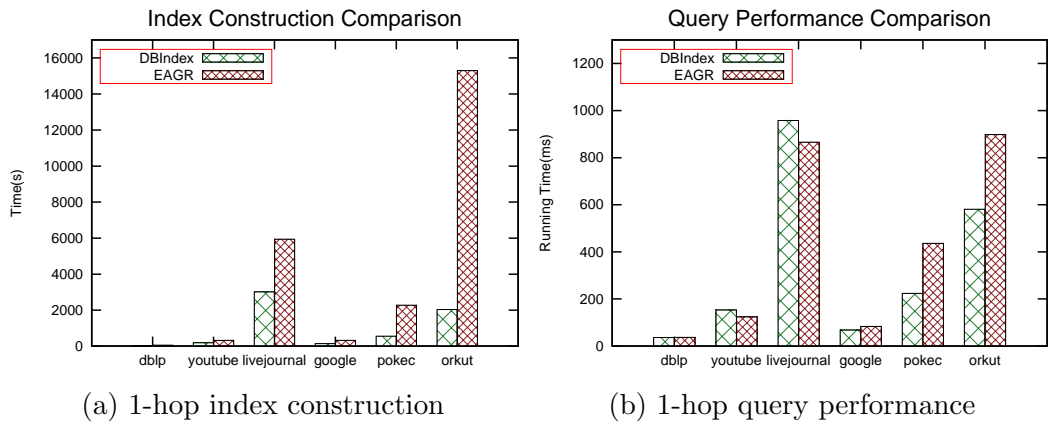 Index Construction Comparison
16000
14000
12000
10000
8000
6000
4000
2000
0
Time(s)
DBIndex
EAGR
dblp youtube livejournal google pokec orkut
(a) 1-hop index construction
Query Performance Comparison
1200
1000
800
600
400
200
0
Running Time(ms)
DBIndex
EAGR
dblp youtube livejournal google pokec orkut
(b) 1-hop query performance